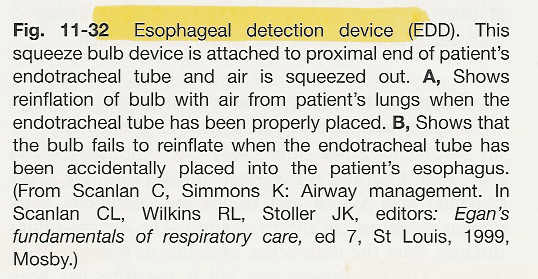 Fig. 11-32 Esophageal detection device (EDD). This
squeeze bulb device is attached to proximal end of patient's
endotracheal tube and air is squeezed out. A, Shows
reinflation of bulb with air from patient's lungs when the
endotracheal tube has been properly placed. B, Shows that
the bulb fails to reinflate when the endotracheal tube has
been accidentally placed into the patient's esophagus.
(From Scanlan C, Simmons K: Airway management. In
Scanlan CL, Wilkins RL, Stoller JK, editors: Egan's
fundamentals of respiratory care, ed 7, St Louis, 1999,
Mosby.)